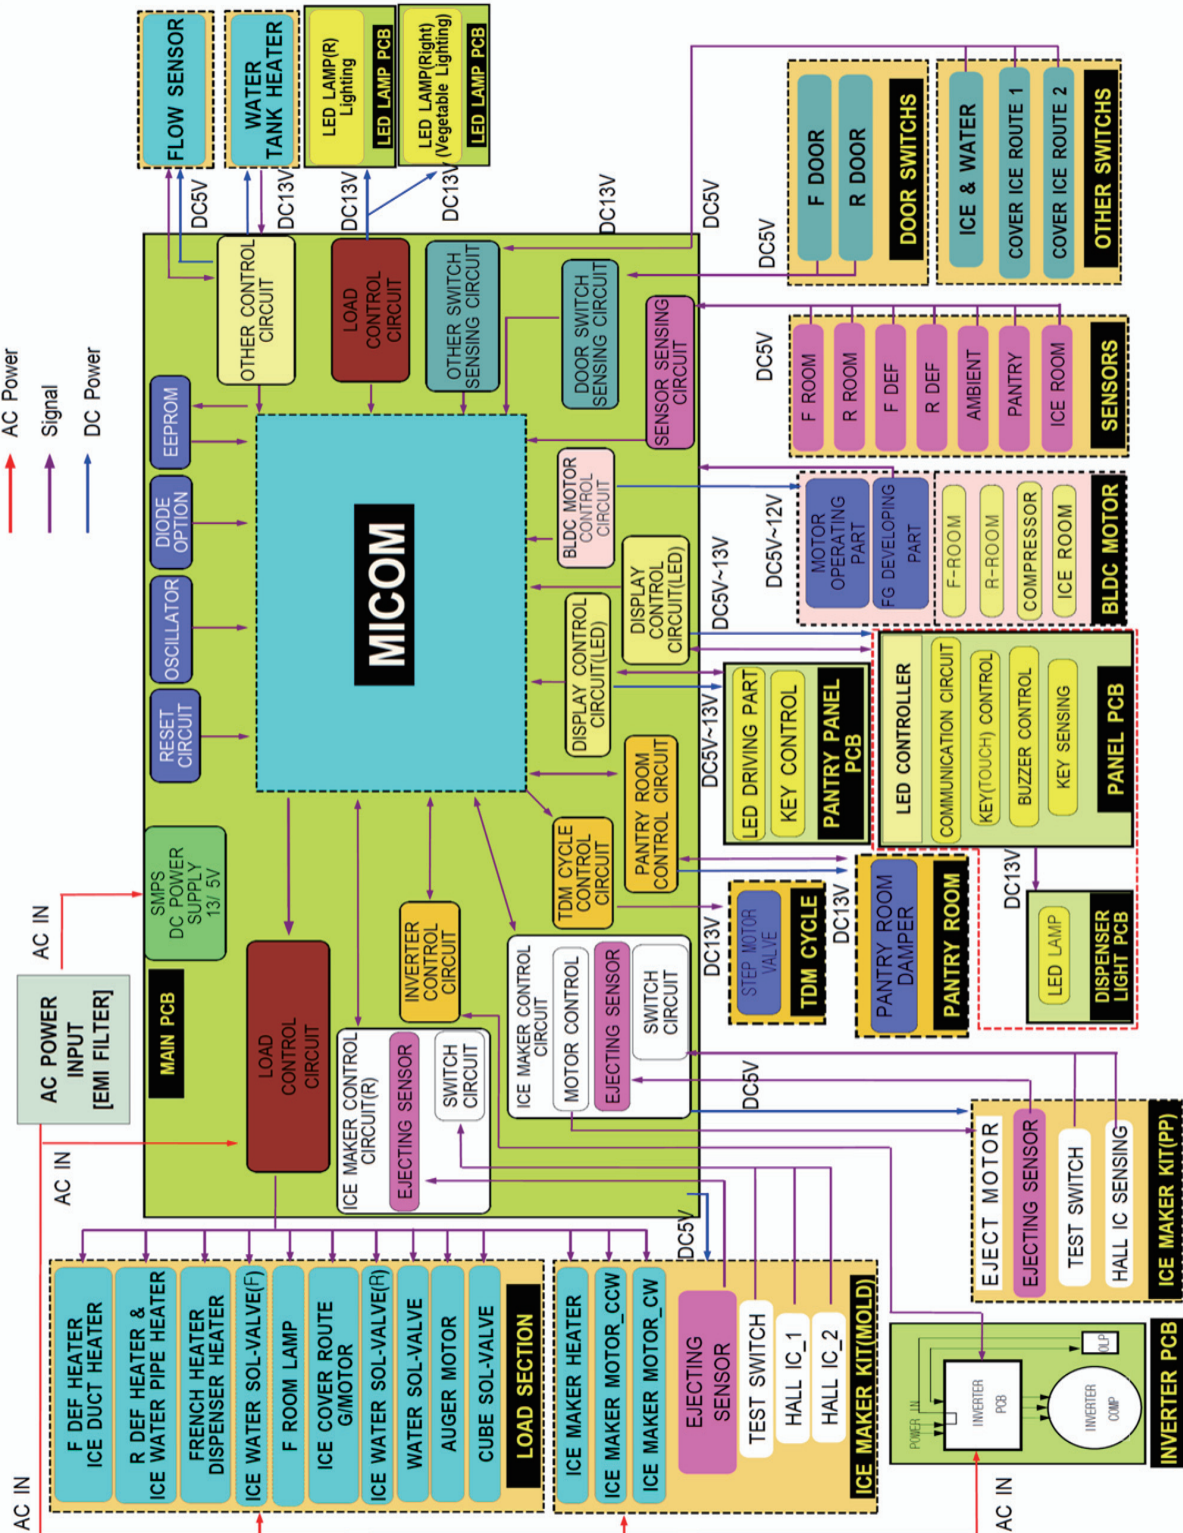 AC Power
Signal
DC Power
AC IN
AC POWER
INPUT
[EMI FILTER]
AC IN
AC IN
MAIN PCB
SMPS
DC POWER
SUPPLY
13/ 5V
RESET
CIRCUIT
OSCILLATOR
DIODE
OPTION
EEPROM
OTHER CONTROL
CIRCUIT
LOAD
CONTROL
CIRCUIT
OTHER SWITCH
SENSING CIRCUIT
DOOR SWITCH
SENSING CIRCUIT
SENSOR SENSING
CIRCUIT
MICOM
LOAD
CONTROL
CIRCUIT
INVERTER
CONTROL
CIRCUIT
ICE MAKER CONTROL
CIRCUIT(R)
EJECTING SENSOR
SWITCH
CIRCUIT
ICE MAKER CONTROL
CIRCUIT
MOTOR CONTROL
EJECTING SENSOR
SWITCH
CIRCUIT
TDM CYCLE
CONTROL
CIRCUIT
PANTRY ROOM
CONTROL CIRCUIT
DISPLAY CONTROL
CIRCUIT(LED)
DISPLAY
CONTROL
CIRCUIT(LED)
BLDC MOTOR
CONTROL
CIRCUIT
FLOW SENSOR
DC5V
WATER
TANK HEATER
DC13V
LED LAMP(R)
Lighting
LED LAMP PCB
DC13V
LED LAMP(Right)
(Vegetable Lighting)
LED LAMP PCB
DC13V
DC13V
DC5V
DC5V
F DOOR
R DOOR
DOOR SWITCHS
ICE & WATER
COVER ICE ROUTE 1
COVER ICE ROUTE 2
OTHER SWITCHS
DC5V
F ROOM
R ROOM
F DEF
R DEF
AMBIENT
PANTRY
ICE ROOM
SENSORS
DC5V~12V
MOTOR
OPERATING
PART
FG DEVELOPING
PART
F-ROOM
R-ROOM
COMPRESSOR
ICE ROOM
BLDC MOTOR
DC5V~13V
DC5V~13V
LED DRIVING PART
KEY CONTROL
PANTRY PANEL
PCB
LED CONTROLLER
COMMUNICATION CIRCUIT
KEY(TOUCH) CONTROL
BUZZER CONTROL
KEY SENSING
PANEL PCB
DC13V
LED LAMP
DISPENSER
LIGHT PCB
DC13V
STEP MOTOR
VALVE
TDM CYCLE
DC13V
PANTRY ROOM
DAMPER
PANTRY ROOM
DC5V
EJECT MOTOR
EJECTING SENSOR
TEST SWITCH
HALL IC SENSING
ICE MAKER KIT(PP)
F DEF HEATER
ICE DUCT HEATER
R DEF HEATER &
ICE WATER PIPE HEATER
FRENCH HEATER
DISPENSER HEATER
ICE WATER SOL-VALVE(F)
F ROOM LAMP
ICE COVER ROUTE
G/MOTOR
ICE WATER SOL-VALVE(R)
WATER SOL-VALVE
AUGER MOTOR
CUBE SOL-VALVE
LOAD SECTION
ICE MAKER HEATER
ICE MAKER MOTOR_CCW
ICE MAKER MOTOR_CW
DC5V
EJECTING
SENSOR
TEST SWITCH
HALL IC_1
HALL IC_2
ICE MAKER KIT(MOLD)
POWER IN
INVERTER
PCB
OLP
INVERTER
COMP
INVERTER PCB
AC IN